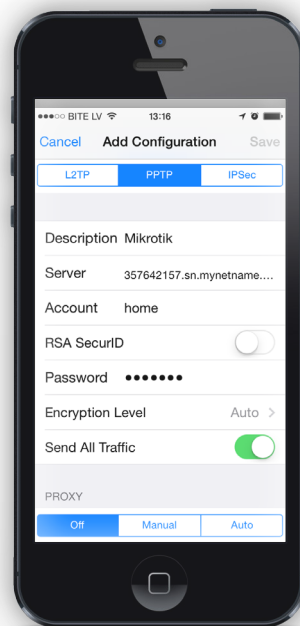 BITE LV 13:16
Cancel Add Configuration Save
L2TP PPTP IPSec
Description Mikrotik
Server 357642157.sn.mynetname....
Account home
RSA SecurID
Password •••••••
Encryption Level Auto
Send All Traffic
PROXY
Off Manual Auto